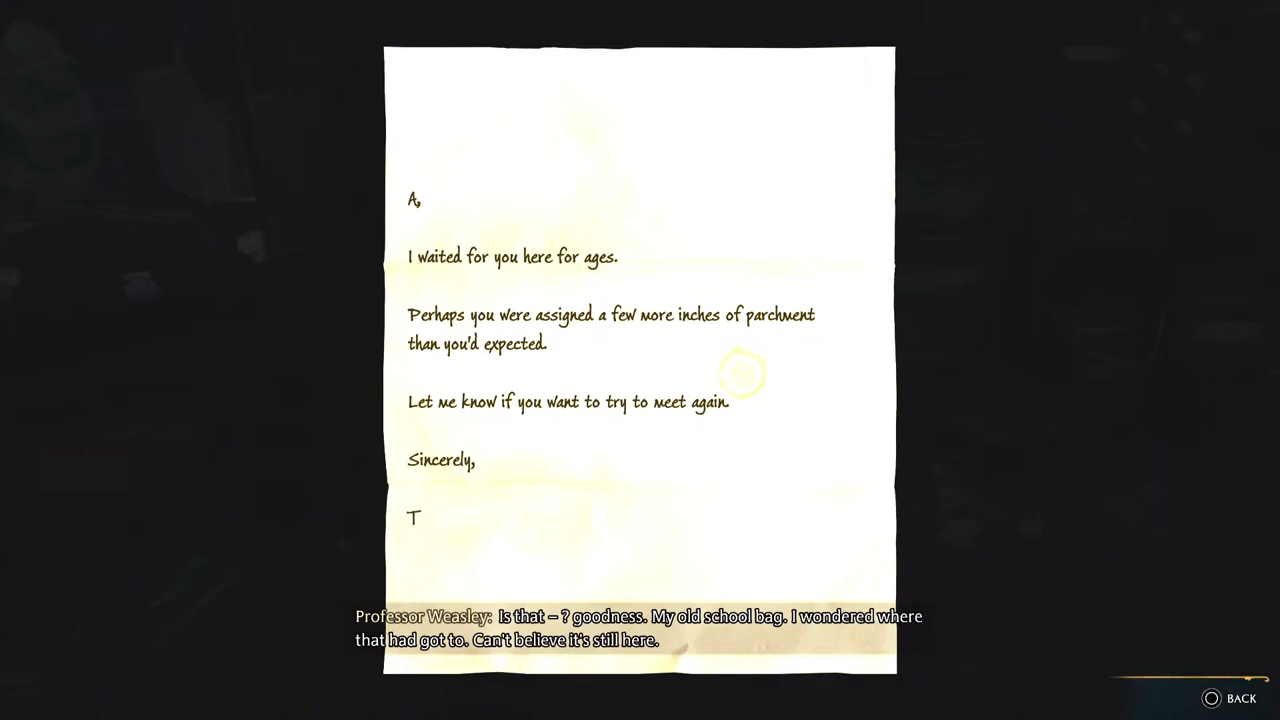 A,
I waited for you here for ages.
Perhaps you were assigned a few more inches of parchment
than you'd expected.
Let me know if you want to try to meet again.
Sincerely,
T
Professor Weasley: Is that – ? goodness. My old school bag. I wondered where
that had got to. Can't believe it's still here.
BACK